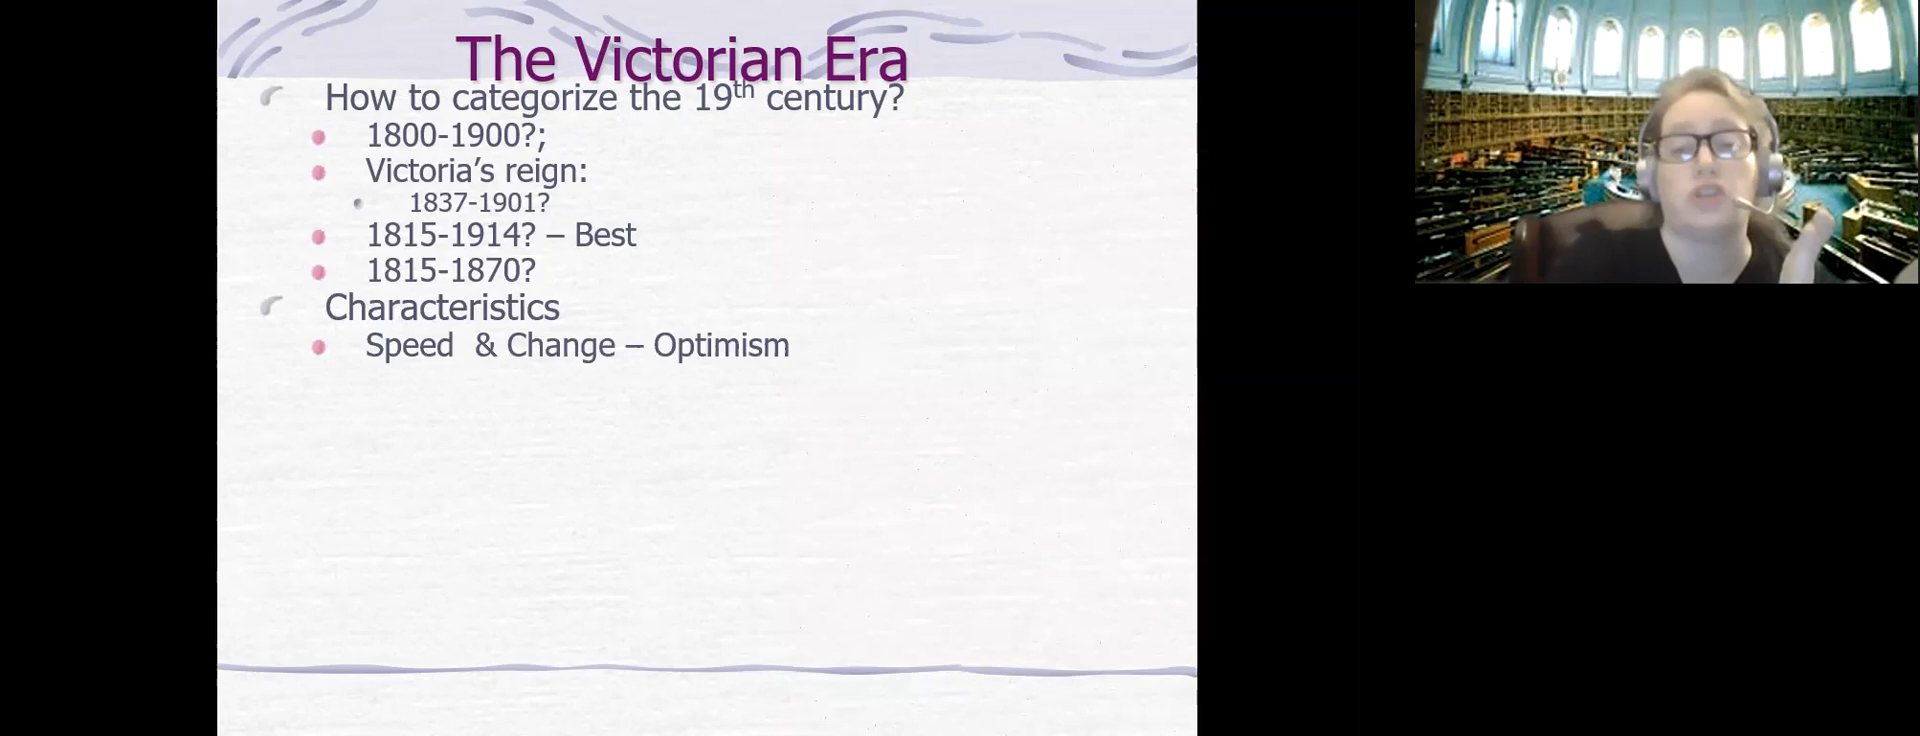 The Victorian Era
How to categorize the 19th century?
1800-1900?;
Victoria's reign:
1837-1901?
1815-1914? – Best
1815-1870?
Characteristics
Speed & Change – Optimism